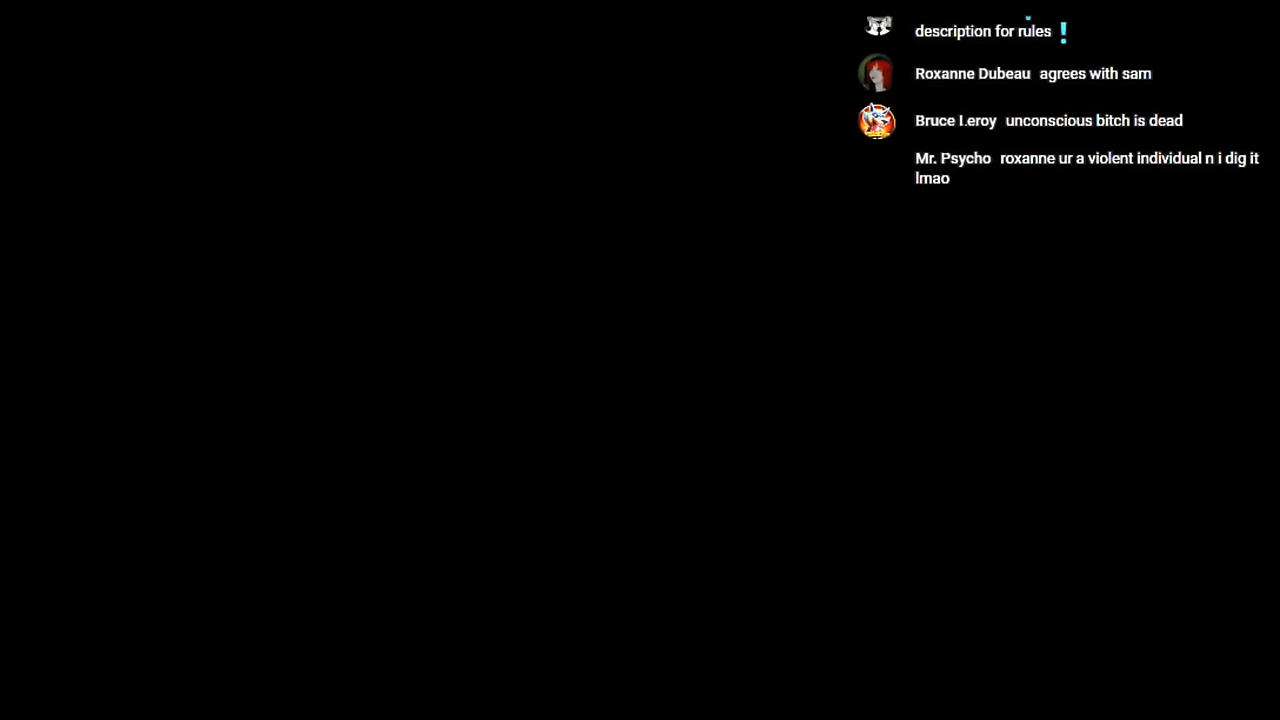 description for rules❗
Roxanne Dubeau agrees with sam
Bruce Leroy unconscious bitch is dead
Mr. Psycho roxanne ur a violent individual n i dig it
lmao